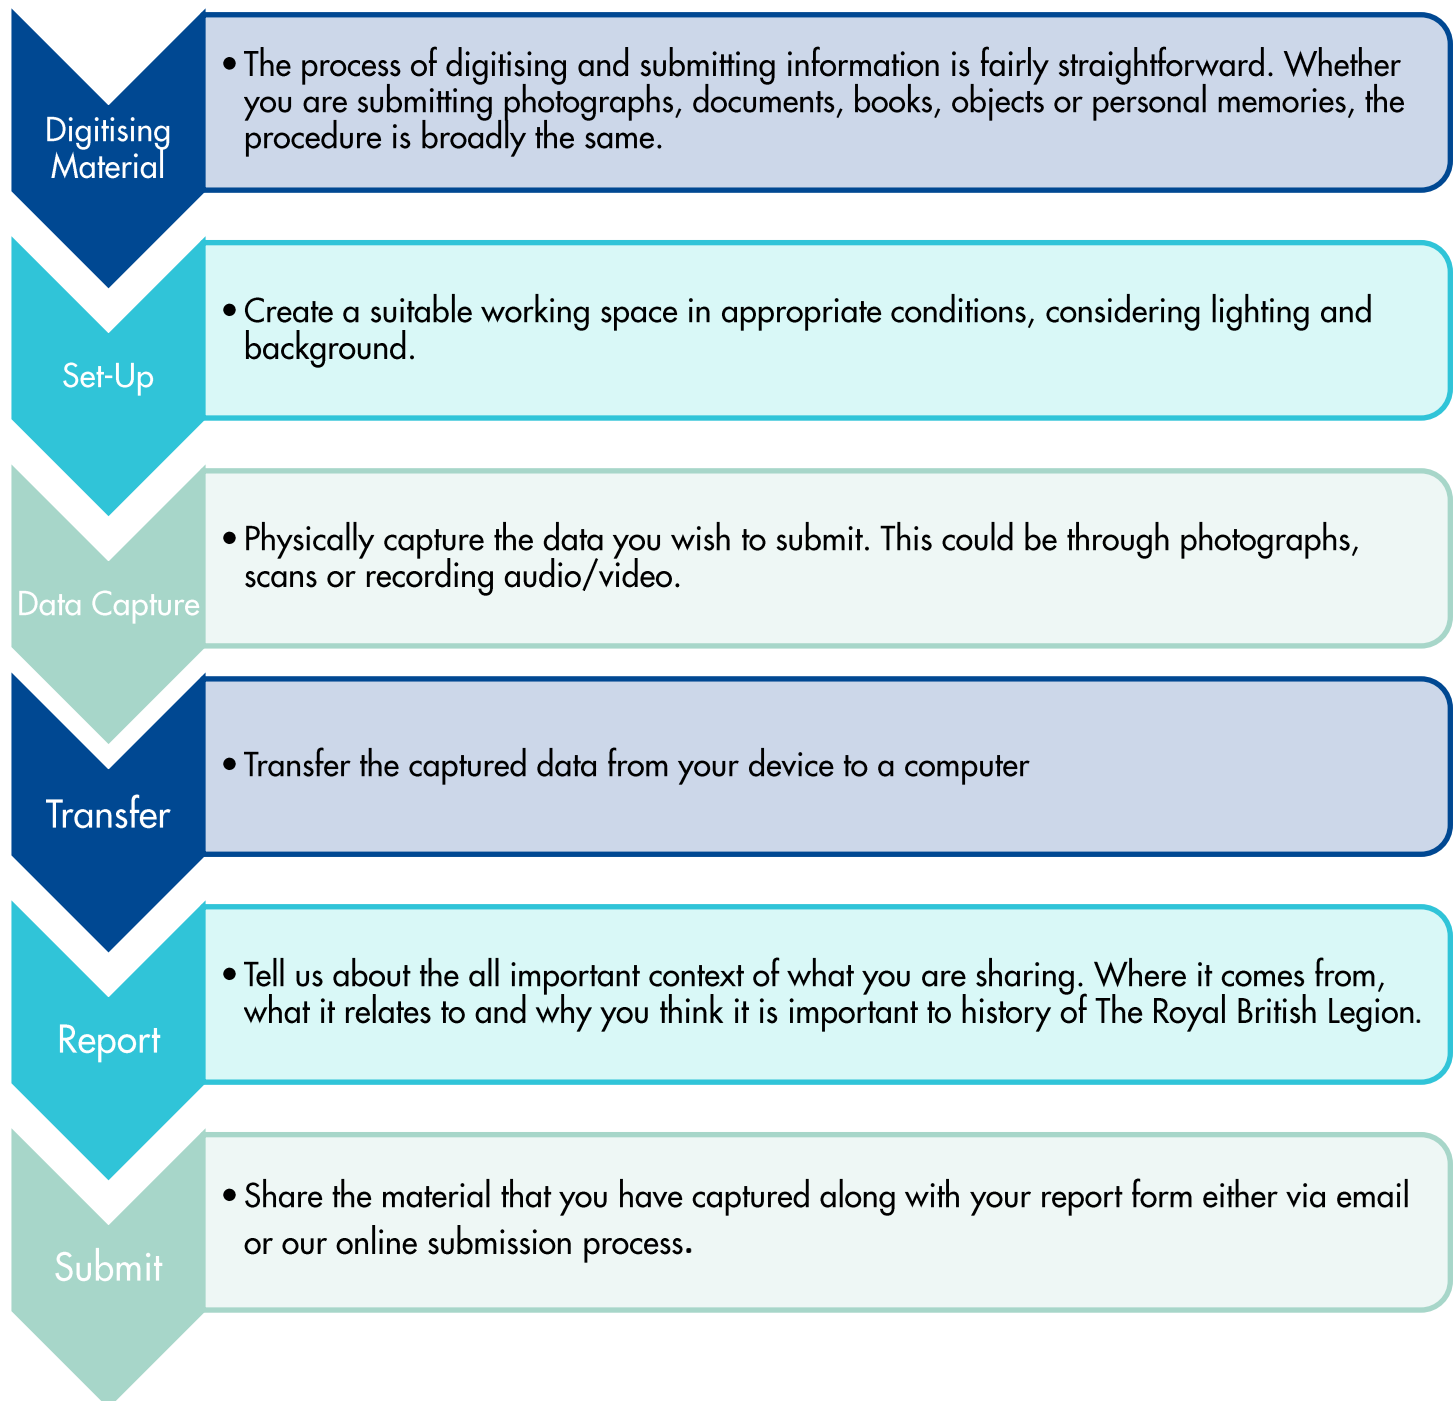 Digitising
Material
• The process of digitising and submitting information is fairly straightforward. Whether
you are submitting photographs, documents, books, objects or personal memories, the
procedure is broadly the same.
Set-Up
• Create a suitable working space in appropriate conditions, considering lighting and
background.
Data Capture
• Physically capture the data you wish to submit. This could be through photographs,
scans or recording audio/video.
Transfer
• Transfer the captured data from your device to a computer
Report
• Tell us about the all important context of what you are sharing. Where it comes from,
what it relates to and why you think it is important to history of The Royal British Legion.
Submit
• Share the material that you have captured along with your report form either via email
or our online submission process.